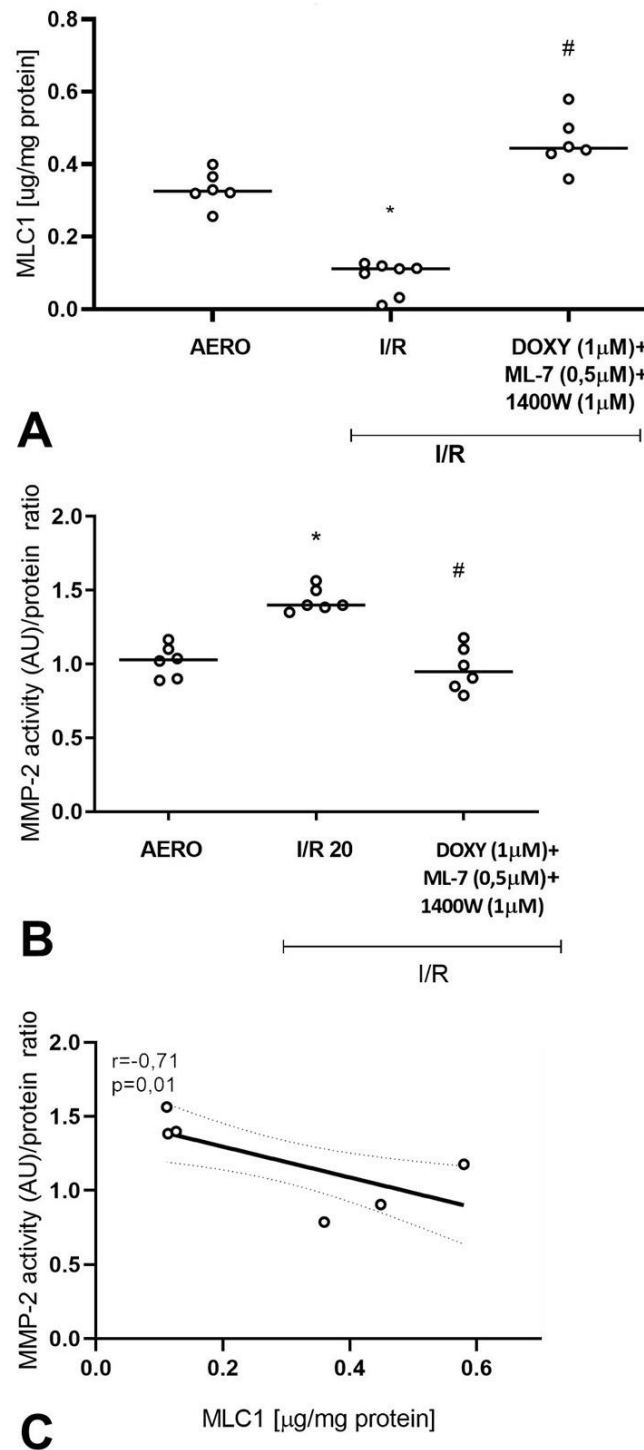 MLC1 [ug/mg protein]
0.8
0.6
0.4
0.2
0.0
*
#
AERO
I/R
DOXY (1μM)+
ML-7 (0,5μM)+
1400W (1μM)
I/R
A
MMP-2 activity (AU)/protein ratio
2.0
1.5
1.0
0.5
0.0
*
#
AERO
I/R 20
DOXY (1μM)+
ML-7 (0,5μM)+
1400W (1μM)
I/R
B
MMP-2 activity (AU)/protein ratio
2.0
1.5
1.0
0.5
0.0
r=-0,71
p=0,01
0.0
0.2
0.4
0.6
MLC1 [μg/mg protein]
C